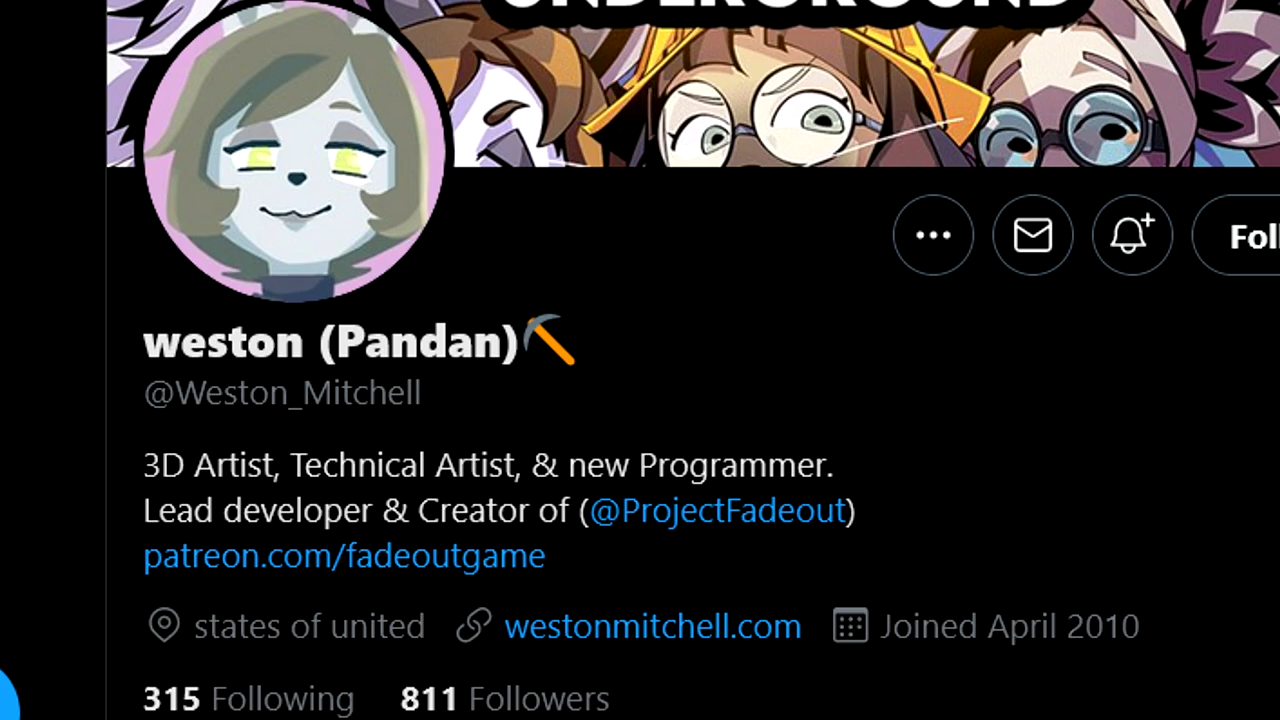 UNDERGROUND
weston (Pandan)⛏
@Weston_Mitchell
3D Artist, Technical Artist, & new Programmer.
Lead developer & Creator of (@ProjectFadeout)
patreon.com/fadeoutgame
states of united westonmitchell.com Joined April 2010
315 Following 811 Followers